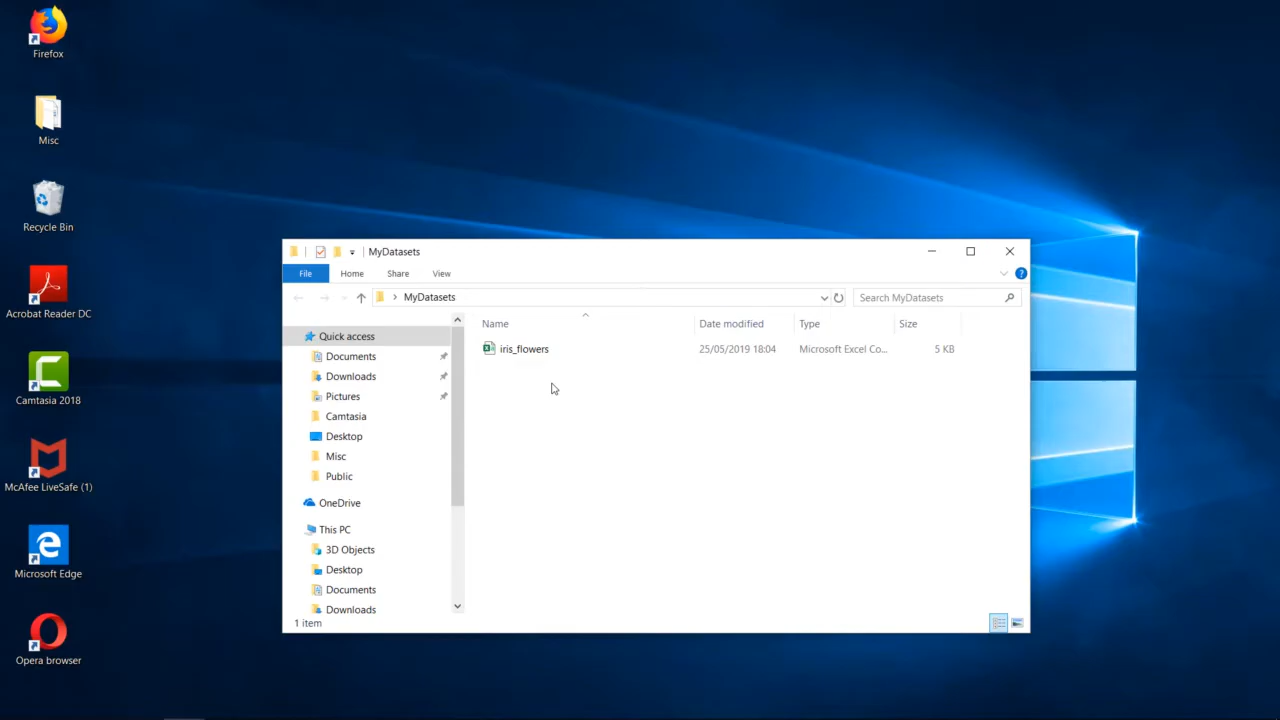 Firefox
Misc
Recycle Bin
Acrobat Reader DC
Camtasia 2018
McAfee LiveSafe (1)
Microsoft Edge
Opera browser
MyDatasets
File Home Share View
MyDatasets
Search MyDatasets
Name Date modified Type Size
iris_flowers 25/05/2019 18:04 Microsoft Excel Co... 5 KB
Quick access
Documents
Downloads
Pictures
Camtasia
Desktop
Misc
Public
OneDrive
This PC
3D Objects
Desktop
Documents
Downloads
1 item